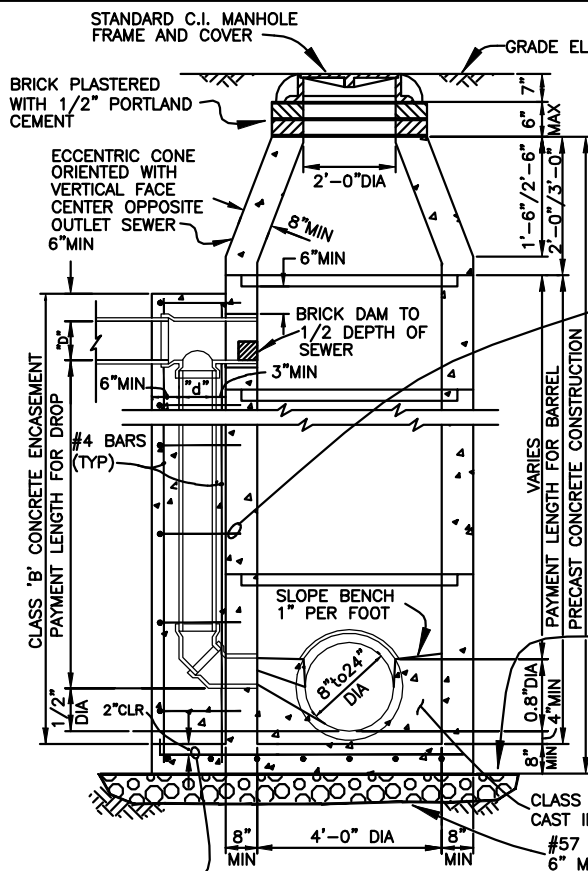 STANDARD C.I. MANHOLE
FRAME AND COVER
GRADE EL
BRICK PLASTERED
WITH 1/2" PORTLAND
CEMENT
7"
6"
MAX
2'-0"DIA
ECCENTRIC CONE
ORIENTED WITH
VERTICAL FACE
CENTER OPPOSITE
OUTLET SEWER
6"MIN
8"MIN
1'-6"/2'-6"
2'-0"/3'-0"
6"MIN
BRICK DAM TO
1/2 DEPTH OF
SEWER
"D"
6"MIN
"d"
3"MIN
#4 BARS
(TYP)
CLASS 'B' CONCRETE ENCASEMENT
PAYMENT LENGTH FOR DROP
VARIES
PAYMENT LENGTH FOR BARREL
PRECAST CONCRETE CONSTRUCTION
SLOPE BENCH
1" PER FOOT
8"to24"
DIA
0.8"DIA
4"MIN
1/2"
DIA
2"CLR
8"
MIN
CLASS
CAST I
#57
6" M
8"
MIN
4'-0" DIA
8"
MIN